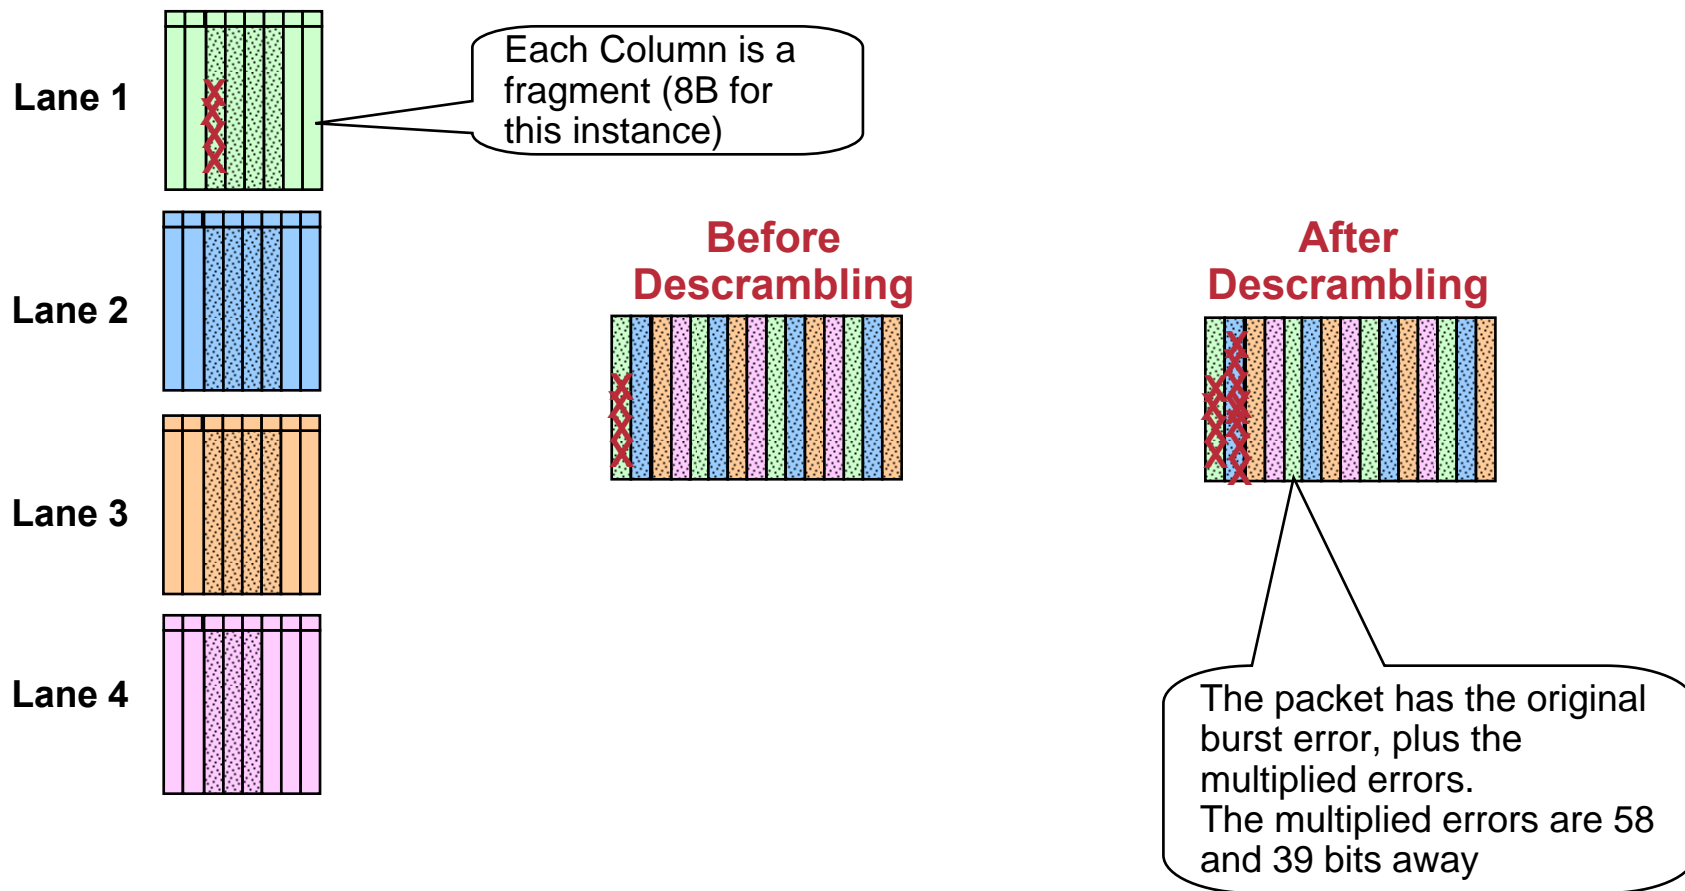 Lane 1
Each Column is a
fragment (8B for
this instance)
Lane 2
Before
Descrambling
After
Descrambling
Lane 3
Lane 4
The packet has the original
burst error, plus the
multiplied errors.
The multiplied errors are 58
and 39 bits away